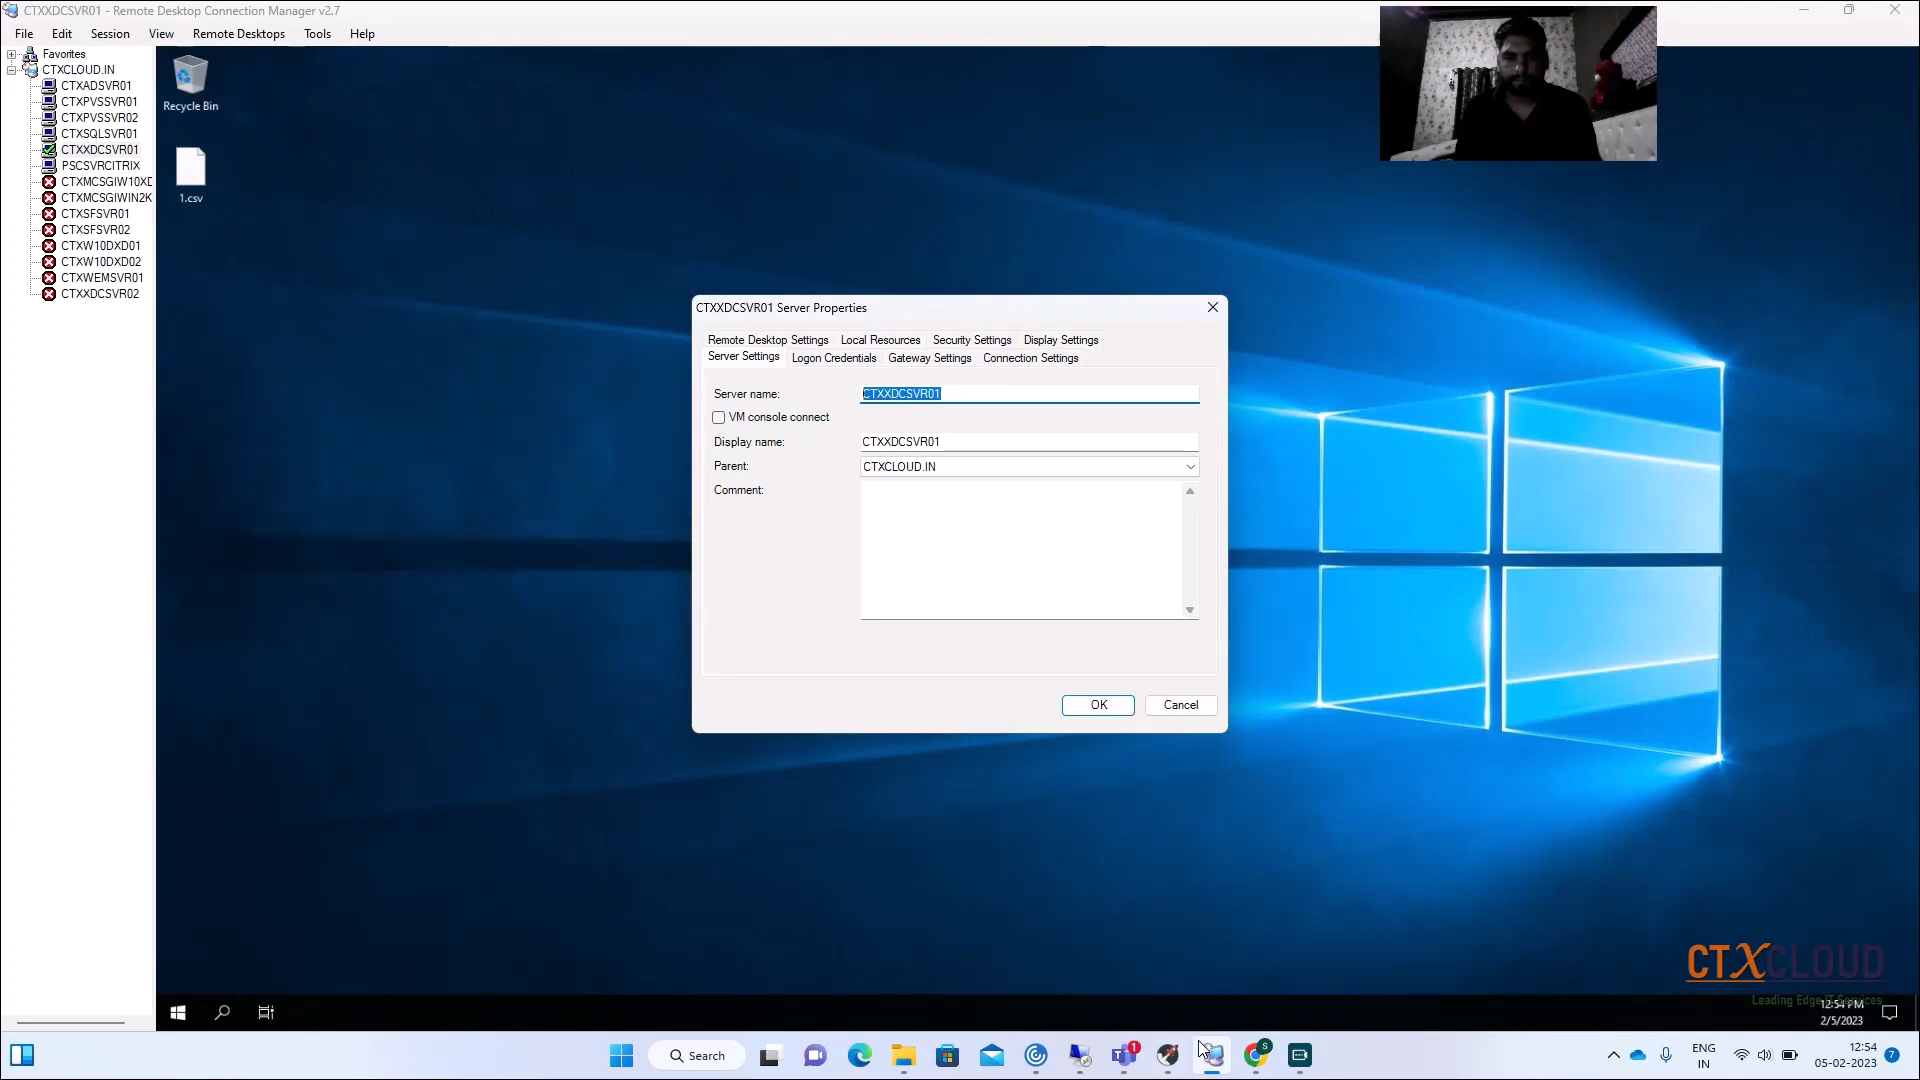 CTXXDCSVR01 - Remote Desktop Connection Manager v2.7
File Edit Session View Remote Desktops Tools Help
Favorites
CTXCLOUD.IN
CTXADSVR01
CTXPVSSVR01
CTXPVSSVR02
CTXSQLSVR01
CTXXDCSVR01
PSCSVRCITRIX
CTXMCSGIW10XD
CTXMCSGIWIN2K
CTXSFSVR01
CTXSFSVR02
CTXW10DXD01
CTXW10DXD02
CTXWEMSVR01
CTXXDCSVR02
Recycle Bin
1.csv
CTXXDCSVR01 Server Properties
Remote Desktop Settings Local Resources Security Settings Display Settings
Server Settings Logon Credentials Gateway Settings Connection Settings
Server name: CTXXDCSVR01
VM console connect
Display name: CTXXDCSVR01
Parent: CTXCLOUD.IN
Comment:
OK Cancel
CTXCLOUD
Leading Edge IT Services
12:54 PM
2/5/2023
Search
1
S
ENG
IN
12:54
05-02-2023
7